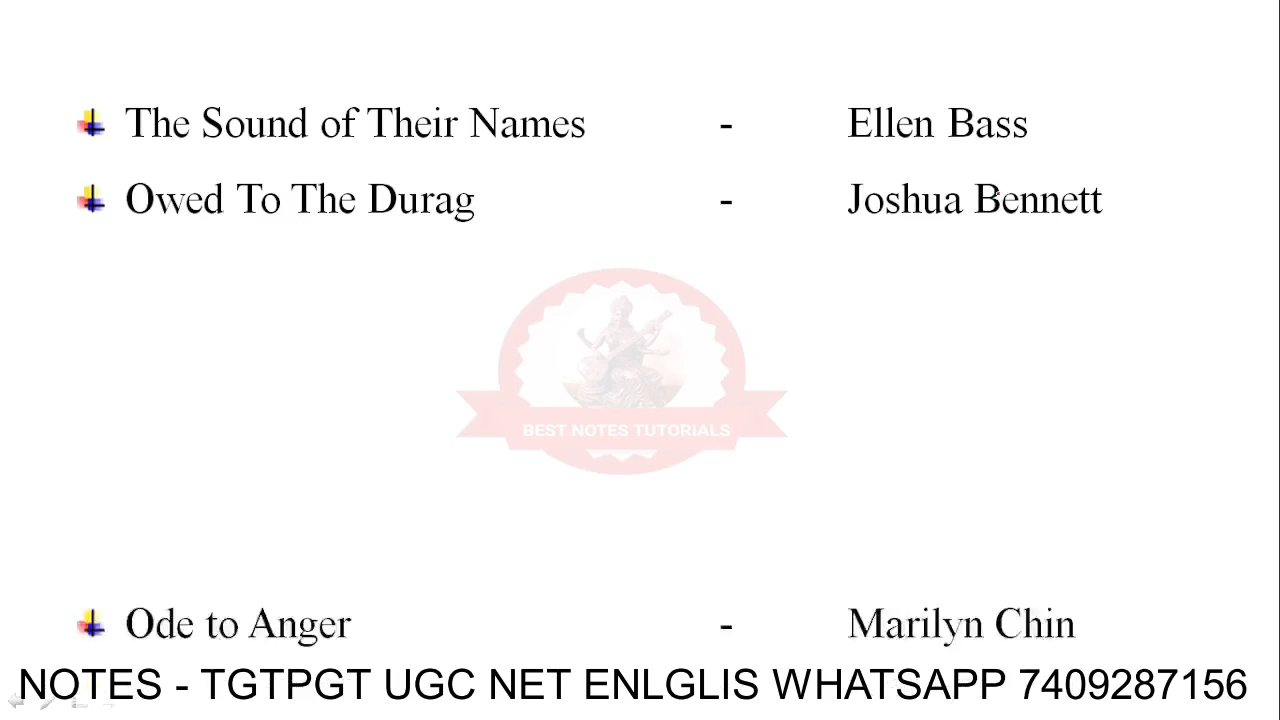 The Sound of Their Names - Ellen Bass
Owed To The Durag - Joshua Bennett
BEST NOTES TUTORIALS
Ode to Anger - Marilyn Chin
NOTES - TGTPGT UGC NET ENLGLIS WHATSAPP 7409287156